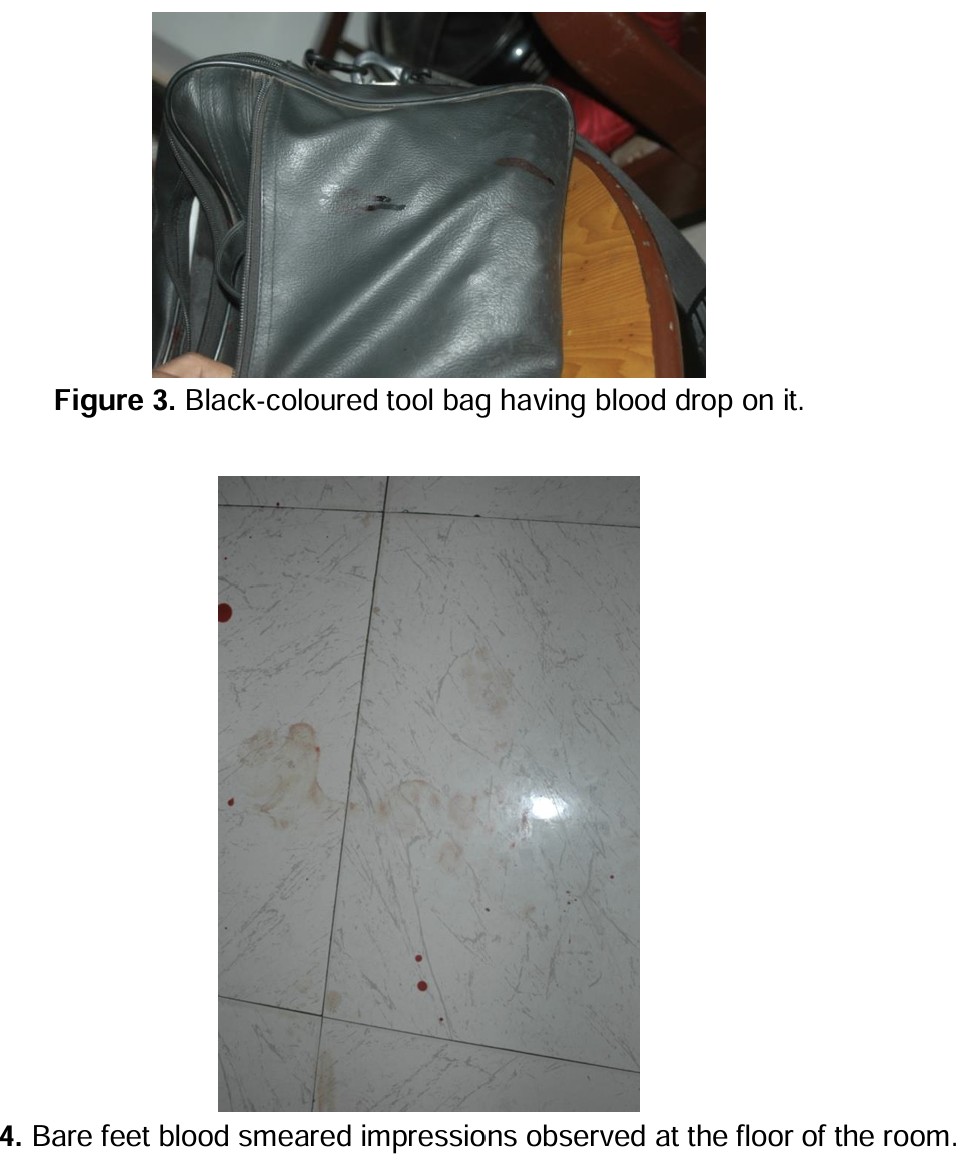 Figure 3. Black-coloured tool bag having blood drop on it.
4. Bare feet blood smeared impressions observed at the floor of the room.